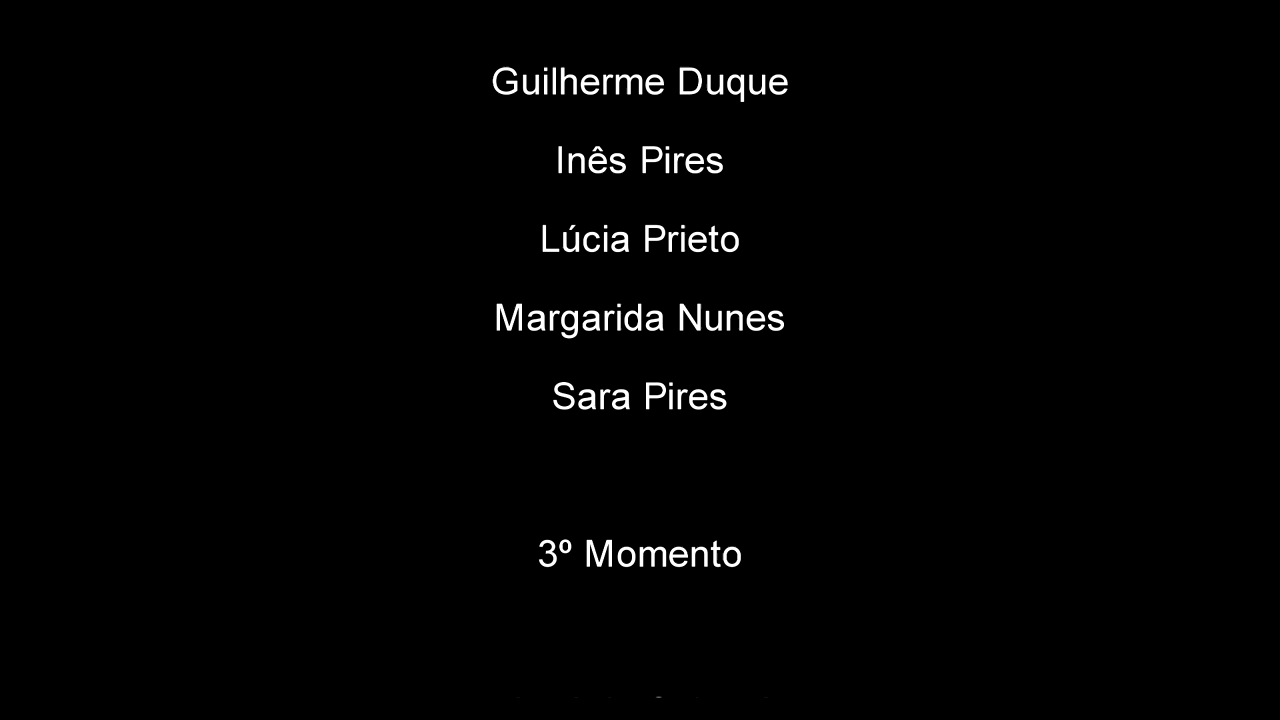 Guilherme Duque
Inês Pires
Lúcia Prieto
Margarida Nunes
Sara Pires
3º Momento